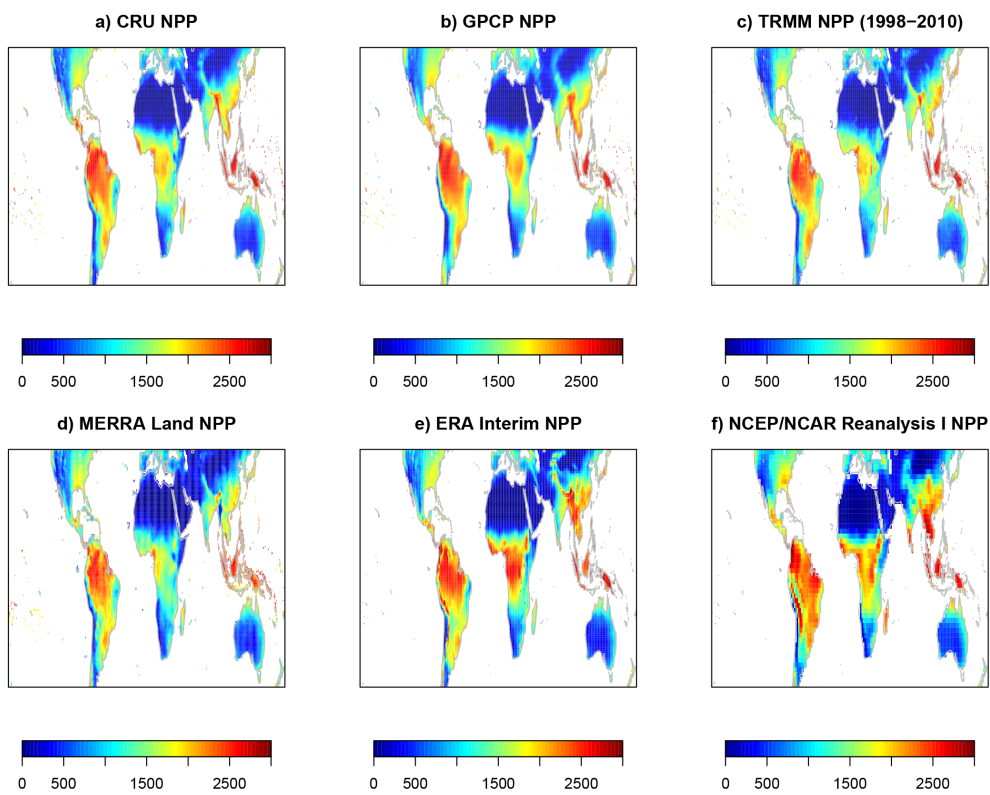 a) CRU NPP
b) GPCP NPP
c) TRMM NPP (1998−2010)
0 500 1500 2500
0 500 1500 2500
0 500 1500 2500
d) MERRA Land NPP
e) ERA Interim NPP
f) NCEP/NCAR Reanalysis I NPP
0 500 1500 2500
0 500 1500 2500
0 500 1500 2500